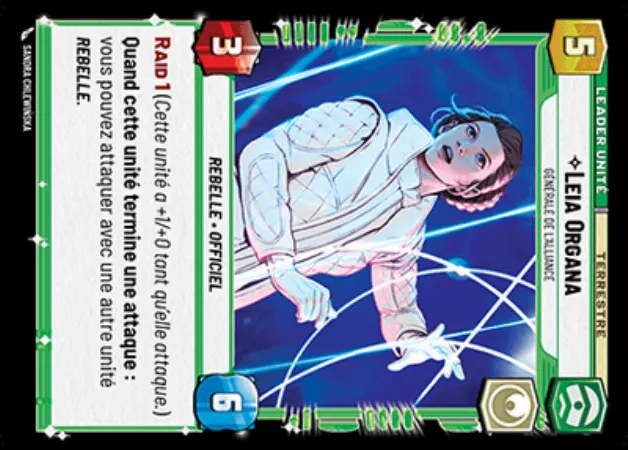 5
LEADER UNITÉ
TERRESTRE
LEIA ORGANA
GÉNÉRALE DE L'ALLIANCE
3
6
REBELLE • OFFICIEL
RAID 1 (Cette unité a +1/+0 tant qu'elle attaque.)
Quand cette unité termine une attaque :
vous pouvez attaquer avec une autre unité
REBELLE.
SANDRA CHLEWIŃSKA